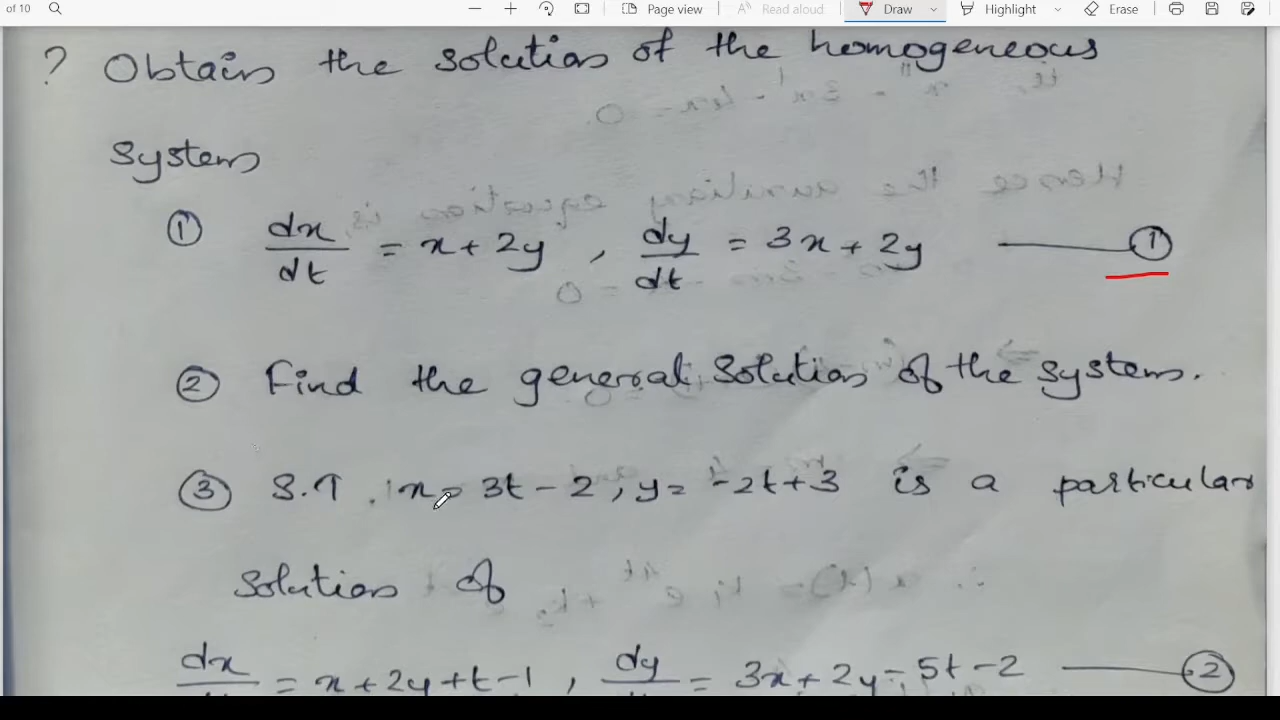 of 10 Page view Read aloud Draw Highlight Erase
? Obtain the solution of the homogeneous
system
① dx/dt = x + 2y , dy/dt = 3x + 2y ——— ①
② Find the general solution of the system.
③ S.T x = 3t - 2, y = -2t + 3 is a particular
solution of
dx/dt = x + 2y + t - 1 , dy/dt = 3x + 2y - 5t - 2 ——— ②